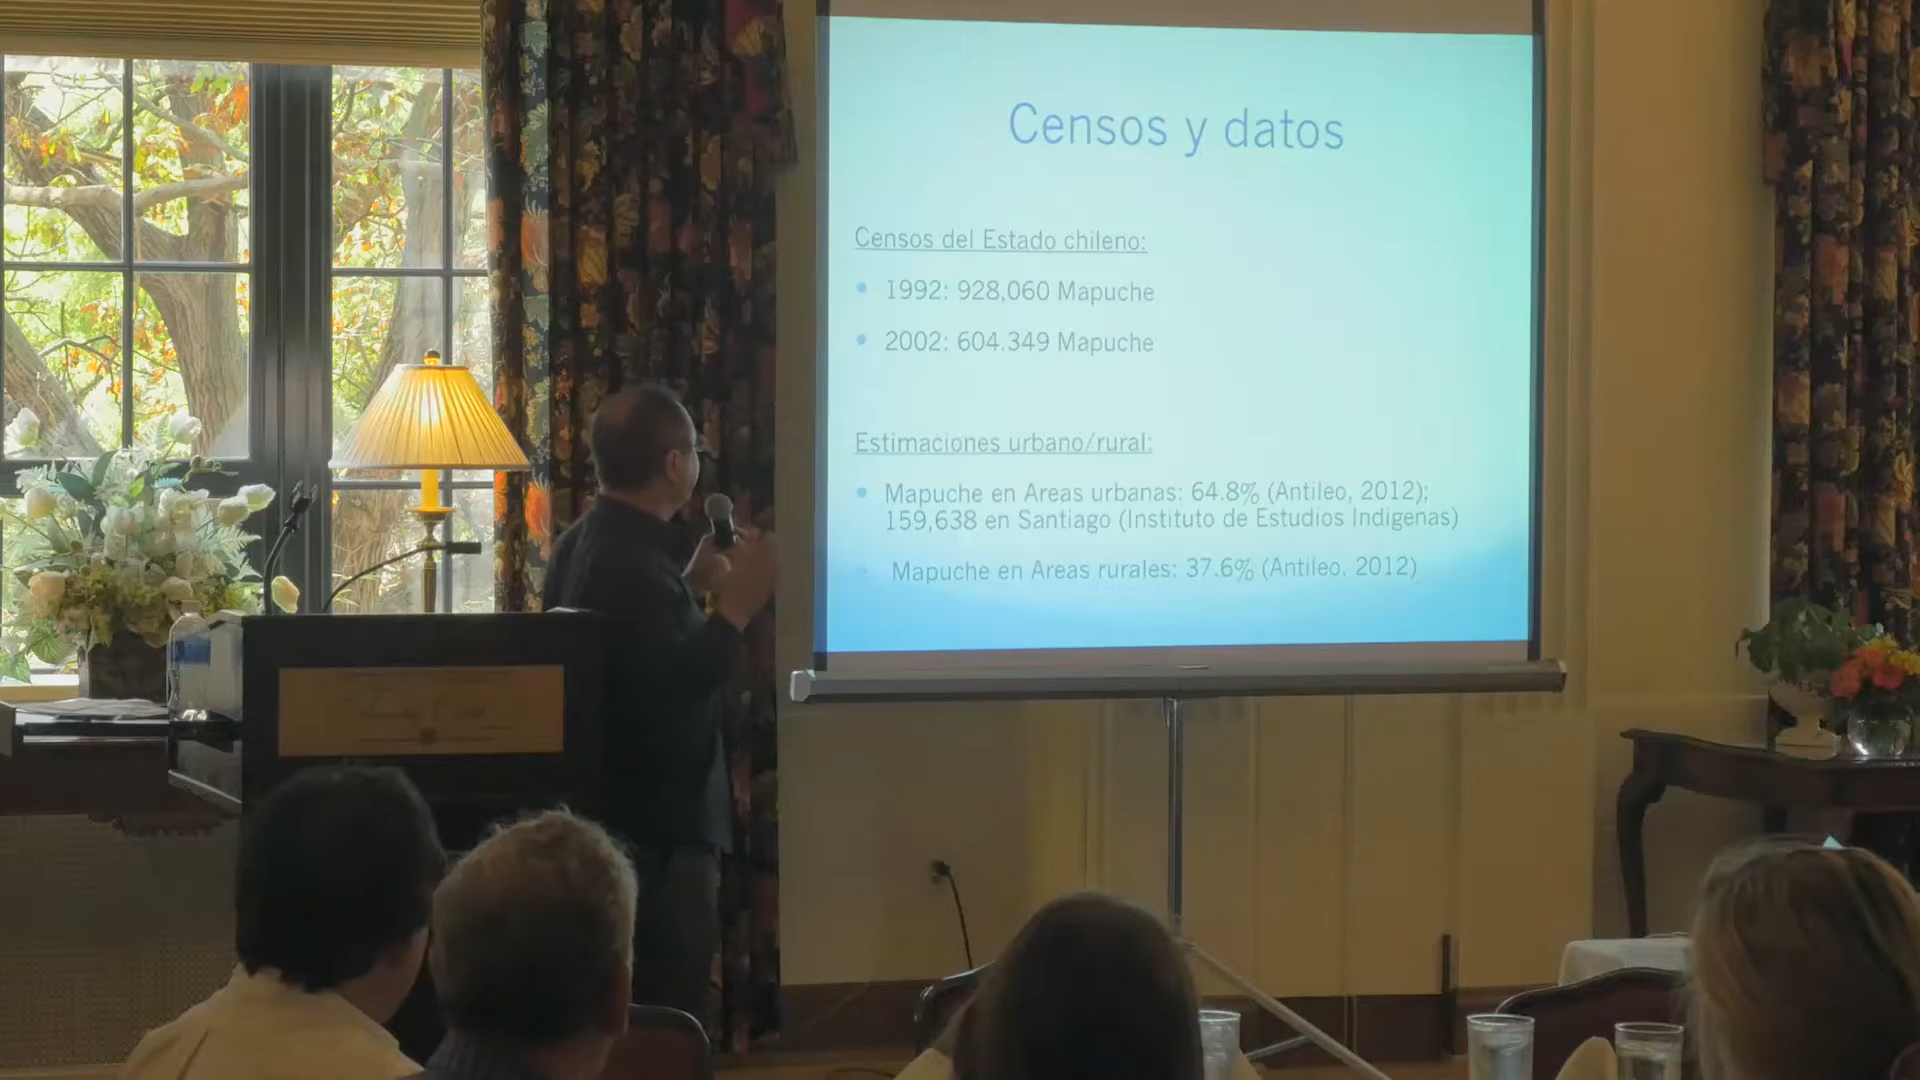 Censos y datos
Censos del Estado chileno:
1992: 928,060 Mapuche
2002: 604.349 Mapuche
Estimaciones urbano/rural:
Mapuche en Areas urbanas: 64.8% (Antileo, 2012);
159,638 en Santiago (Instituto de Estudios Indigenas)
Mapuche en Areas rurales: 37.6% (Antileo, 2012)